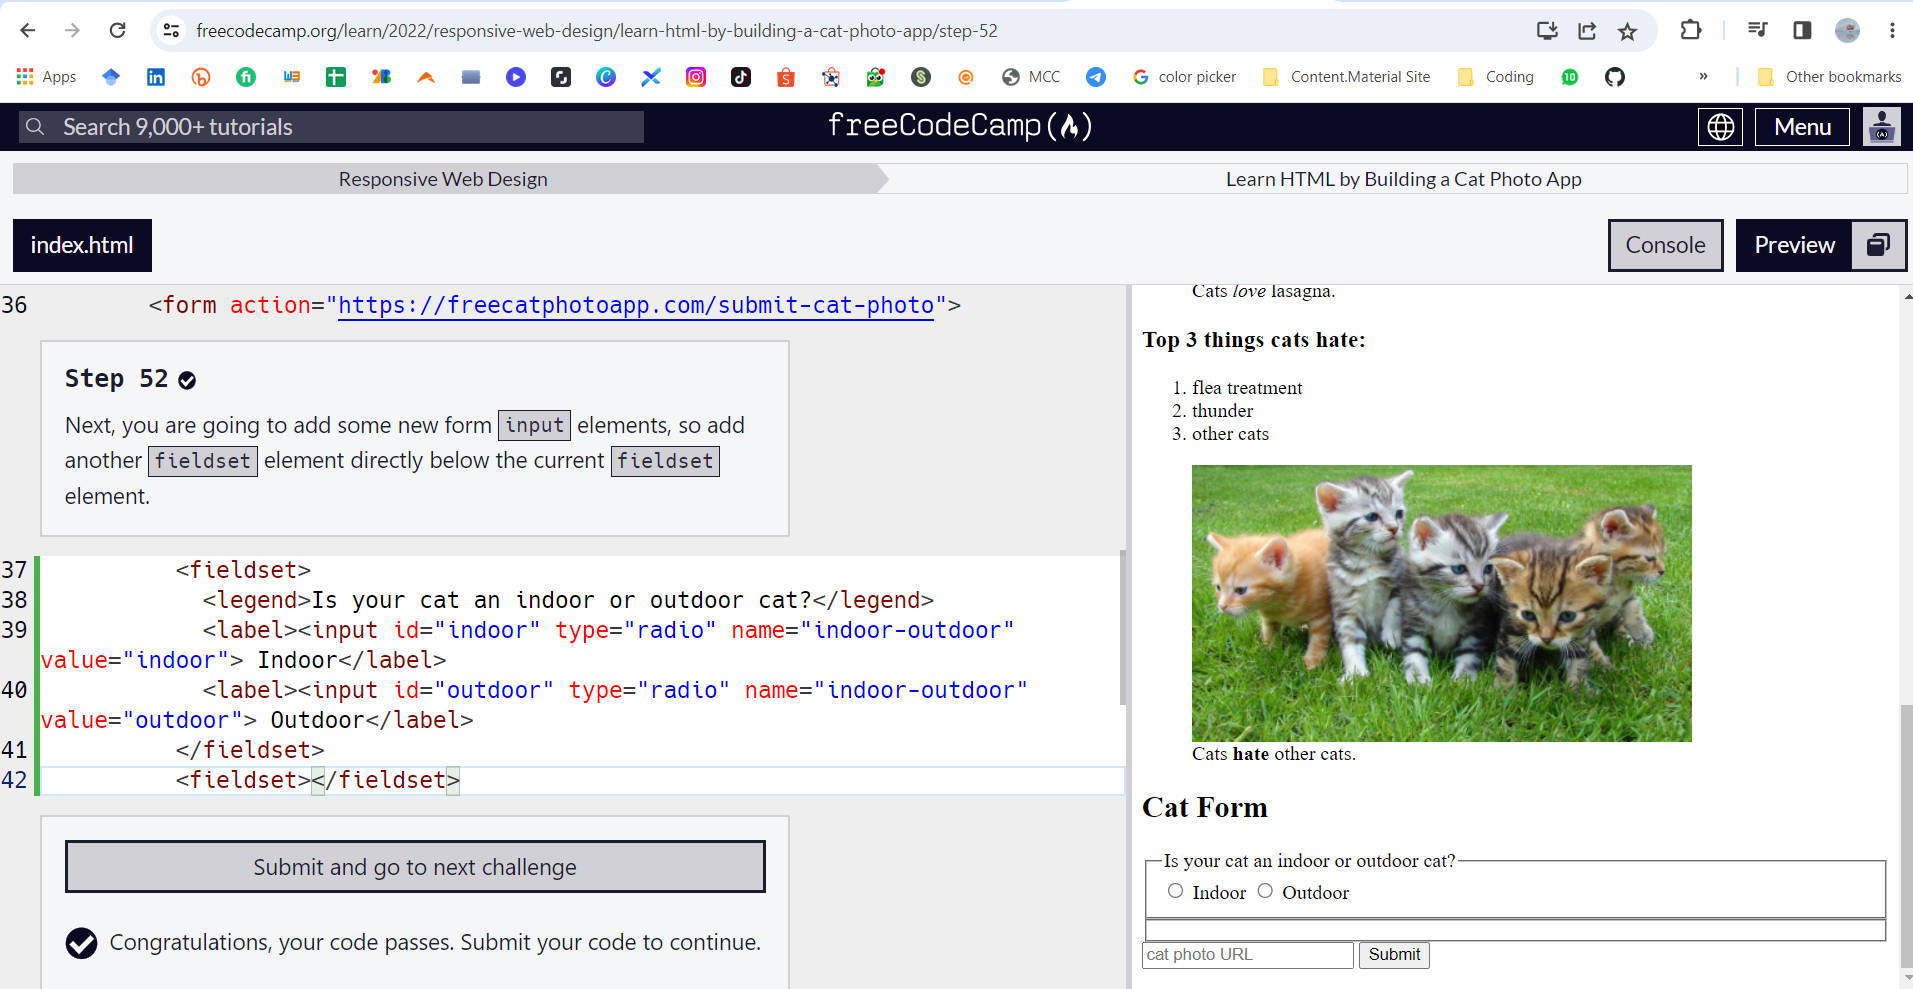 freecodecamp.org/learn/2022/responsive-web-design/learn-html-by-building-a-cat-photo-app/step-52
Apps MCC color picker Content.Material Site Coding 10 » Other bookmarks
Search 9,000+ tutorials freeCodeCamp Menu
Responsive Web Design Learn HTML by Building a Cat Photo App
index.html Console Preview
36 <form action="https://freecatphotoapp.com/submit-cat-photo">
Step 52
Next, you are going to add some new form input elements, so add
another fieldset element directly below the current fieldset
element.
37 <fieldset>
38 <legend>Is your cat an indoor or outdoor cat?</legend>
39 <label><input id="indoor" type="radio" name="indoor-outdoor"
value="indoor"> Indoor</label>
40 <label><input id="outdoor" type="radio" name="indoor-outdoor"
value="outdoor"> Outdoor</label>
41 </fieldset>
42 <fieldset></fieldset>
Submit and go to next challenge
Congratulations, your code passes. Submit your code to continue.
Cats love lasagna.
Top 3 things cats hate:
1. flea treatment
2. thunder
3. other cats
Cats hate other cats.
Cat Form
Is your cat an indoor or outdoor cat?
Indoor Outdoor
cat photo URL Submit